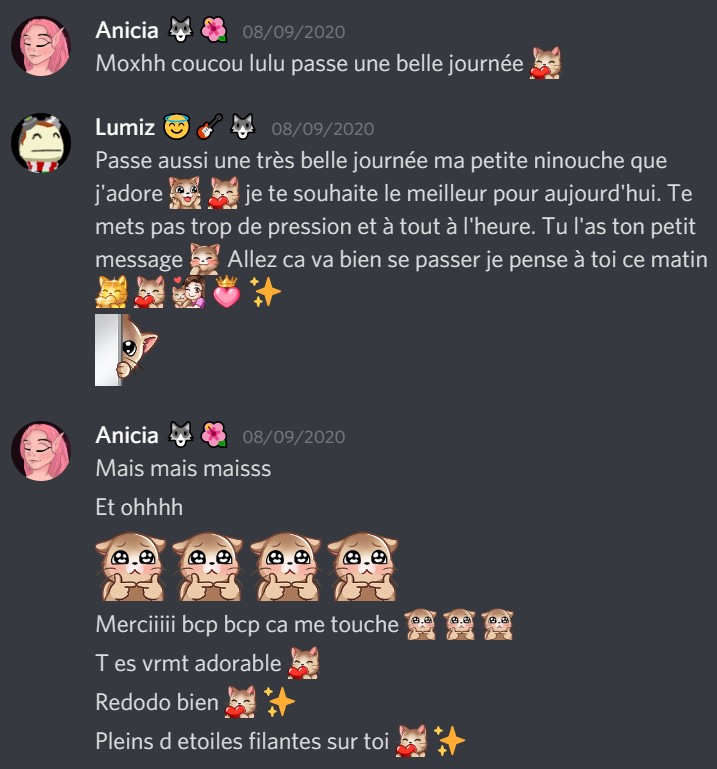 Anicia 08/09/2020
Moxhh coucou lulu passe une belle journée
Lumiz 08/09/2020
Passe aussi une très belle journée ma petite ninouche que
j'adore je te souhaite le meilleur pour aujourd'hui. Te
mets pas trop de pression et à tout à l'heure. Tu l'as ton petit
message Allez ca va bien se passer je pense à toi ce matin
Anicia 08/09/2020
Mais mais maisss
Et ohhhh
Merciiiii bcp bcp ca me touche
T es vrmt adorable
Redodo bien
Pleins d etoiles filantes sur toi